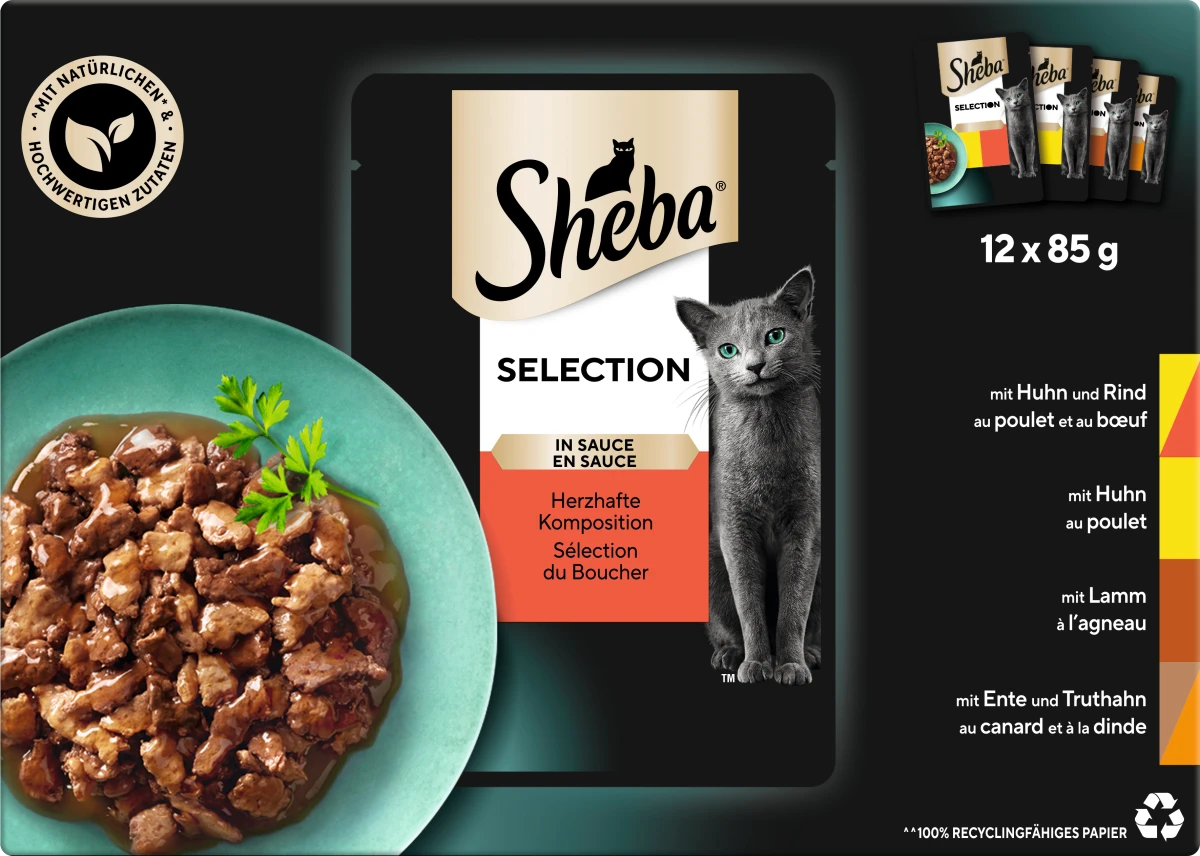 ^MIT NATÜRLICHEN* &
HOCHWERTIGEN ZUTATEN
Sheba®
SELECTION
IN SAUCE
EN SAUCE
Herzhafte
Komposition
Sélection
du Boucher
TM
Sheba
SELECTION
12 x 85 g
mit Huhn und Rind
au poulet et au bœuf
mit Huhn
au poulet
mit Lamm
à l'agneau
mit Ente und Truthahn
au canard et à la dinde
^^100% RECYCLINGFÄHIGES PAPIER